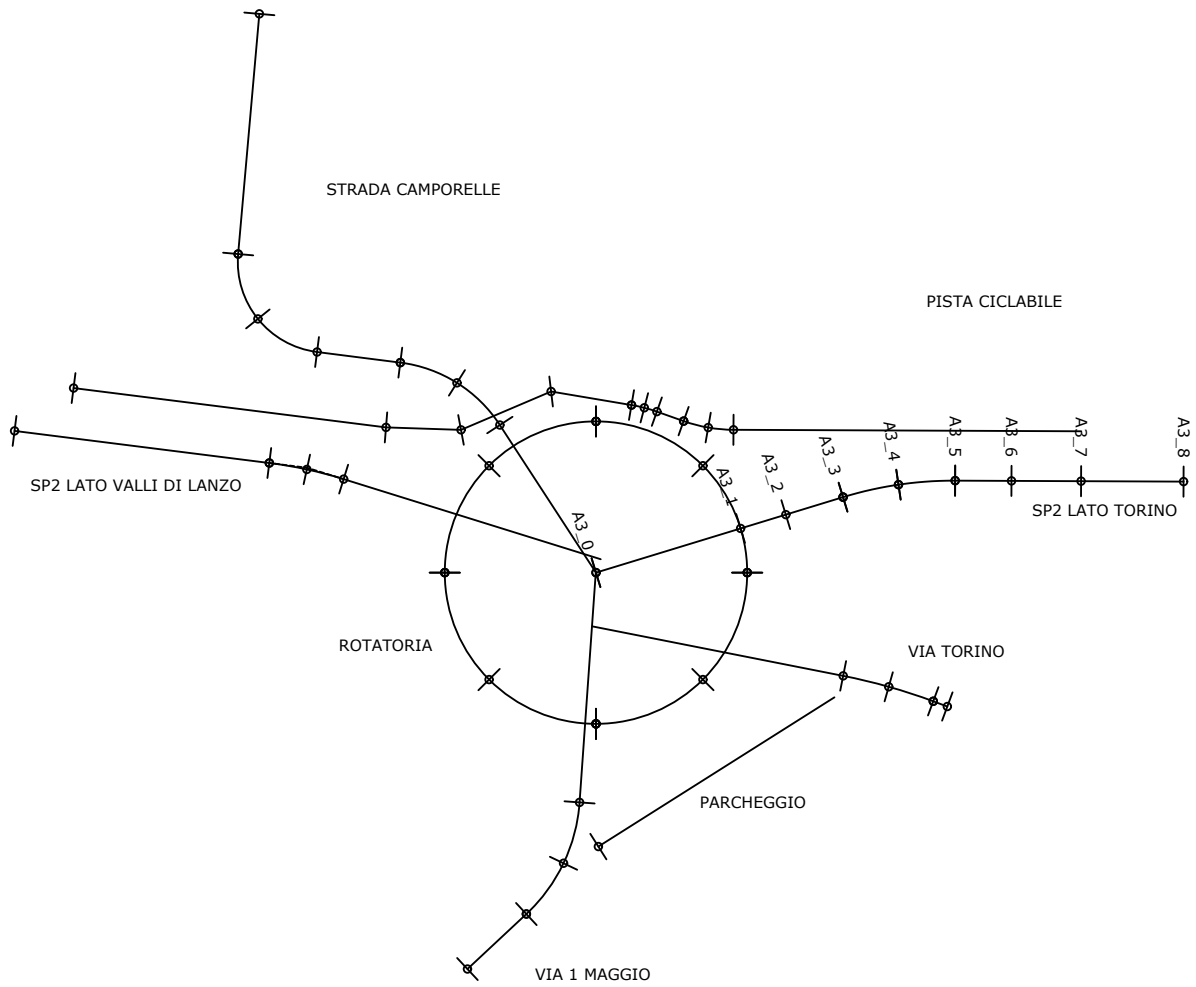 STRADA CAMPORELLE
PISTA CICLABILE
A3_0
A3_1
A3_2
A3_3
A3_4
A3_5
A3_6
A3_7
A3_8
SP2 LATO VALLI DI LANZO
SP2 LATO TORINO
ROTATORIA
VIA TORINO
PARCHEGGIO
VIA 1 MAGGIO